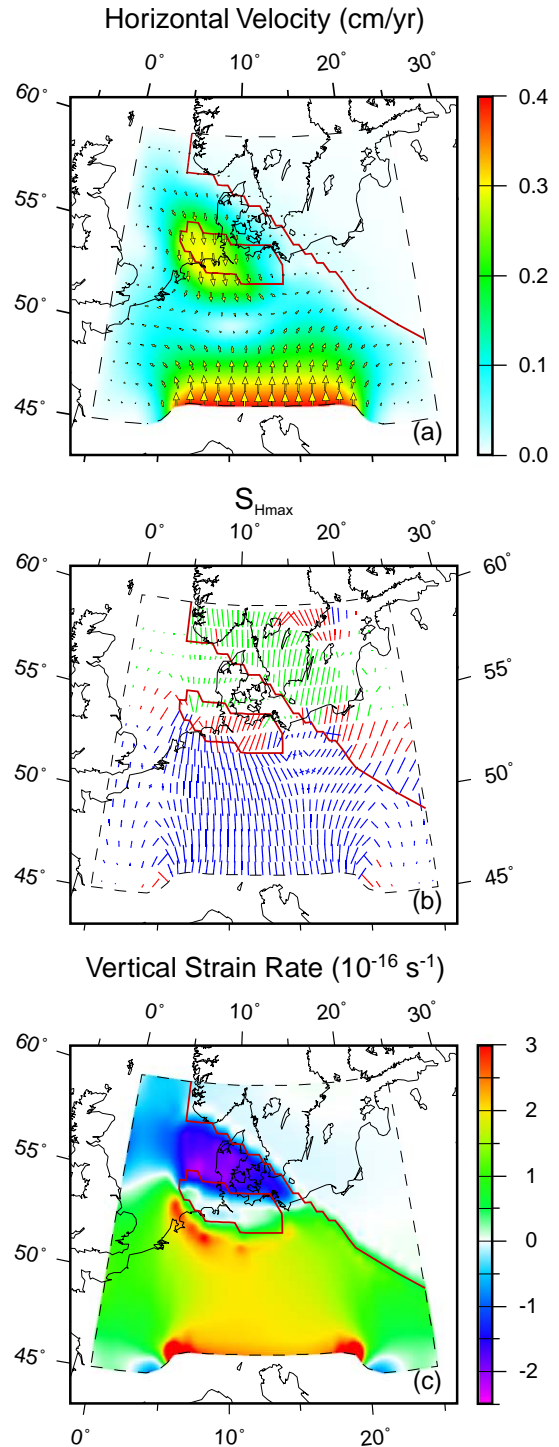 Horizontal Velocity (cm/yr)
0° 10° 20° 30°
60°
55°
50°
45°
0.4
0.3
0.2
0.1
0.0
(a)
S_Hmax
0° 10° 20° 30°
60° 60°
55° 55°
50° 50°
45° 45°
(b)
Vertical Strain Rate (10⁻¹⁶ s⁻¹)
0° 10° 20° 30°
60°
55°
50°
45°
3
2
1
0
-1
-2
(c)
0° 10° 20°